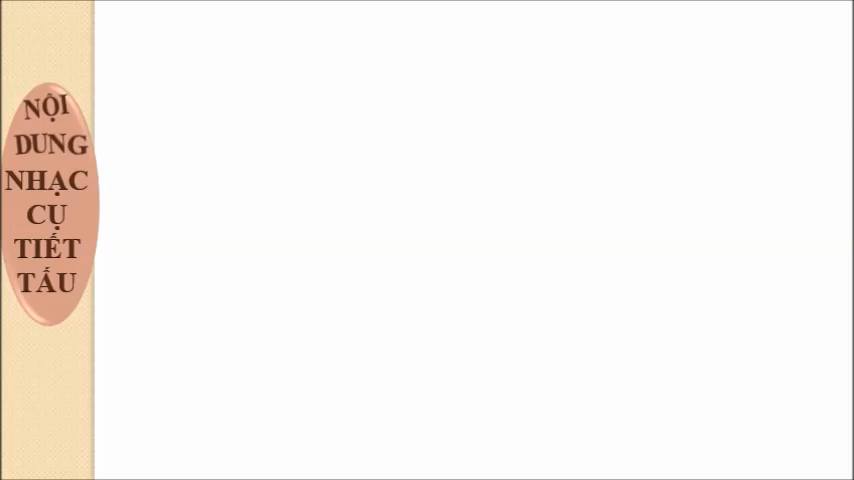 NỘI
DUNG
NHẠC
CỤ
TIẾT
TẤU